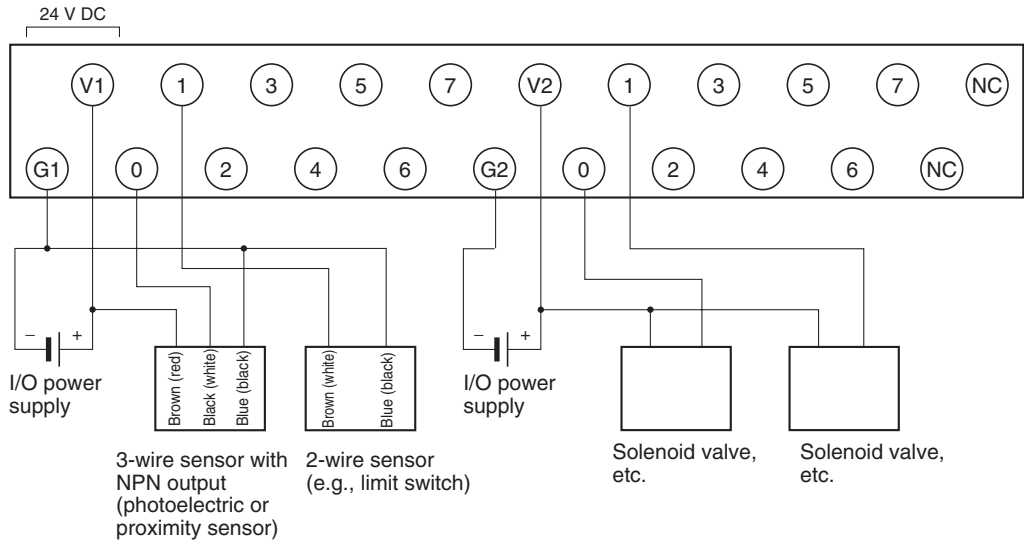 24 V DC
V1 1 3 5 7 V2 1 3 5 7 NC
G1 0 2 4 6 G2 0 2 4 6 NC
– +
I/O power
supply
Brown (red)
Black (white)
Blue (black)
3-wire sensor with
NPN output
(photoelectric or
proximity sensor)
Brown (white)
Blue (black)
2-wire sensor
(e.g., limit switch)
– +
I/O power
supply
Solenoid valve,
etc.
Solenoid valve,
etc.